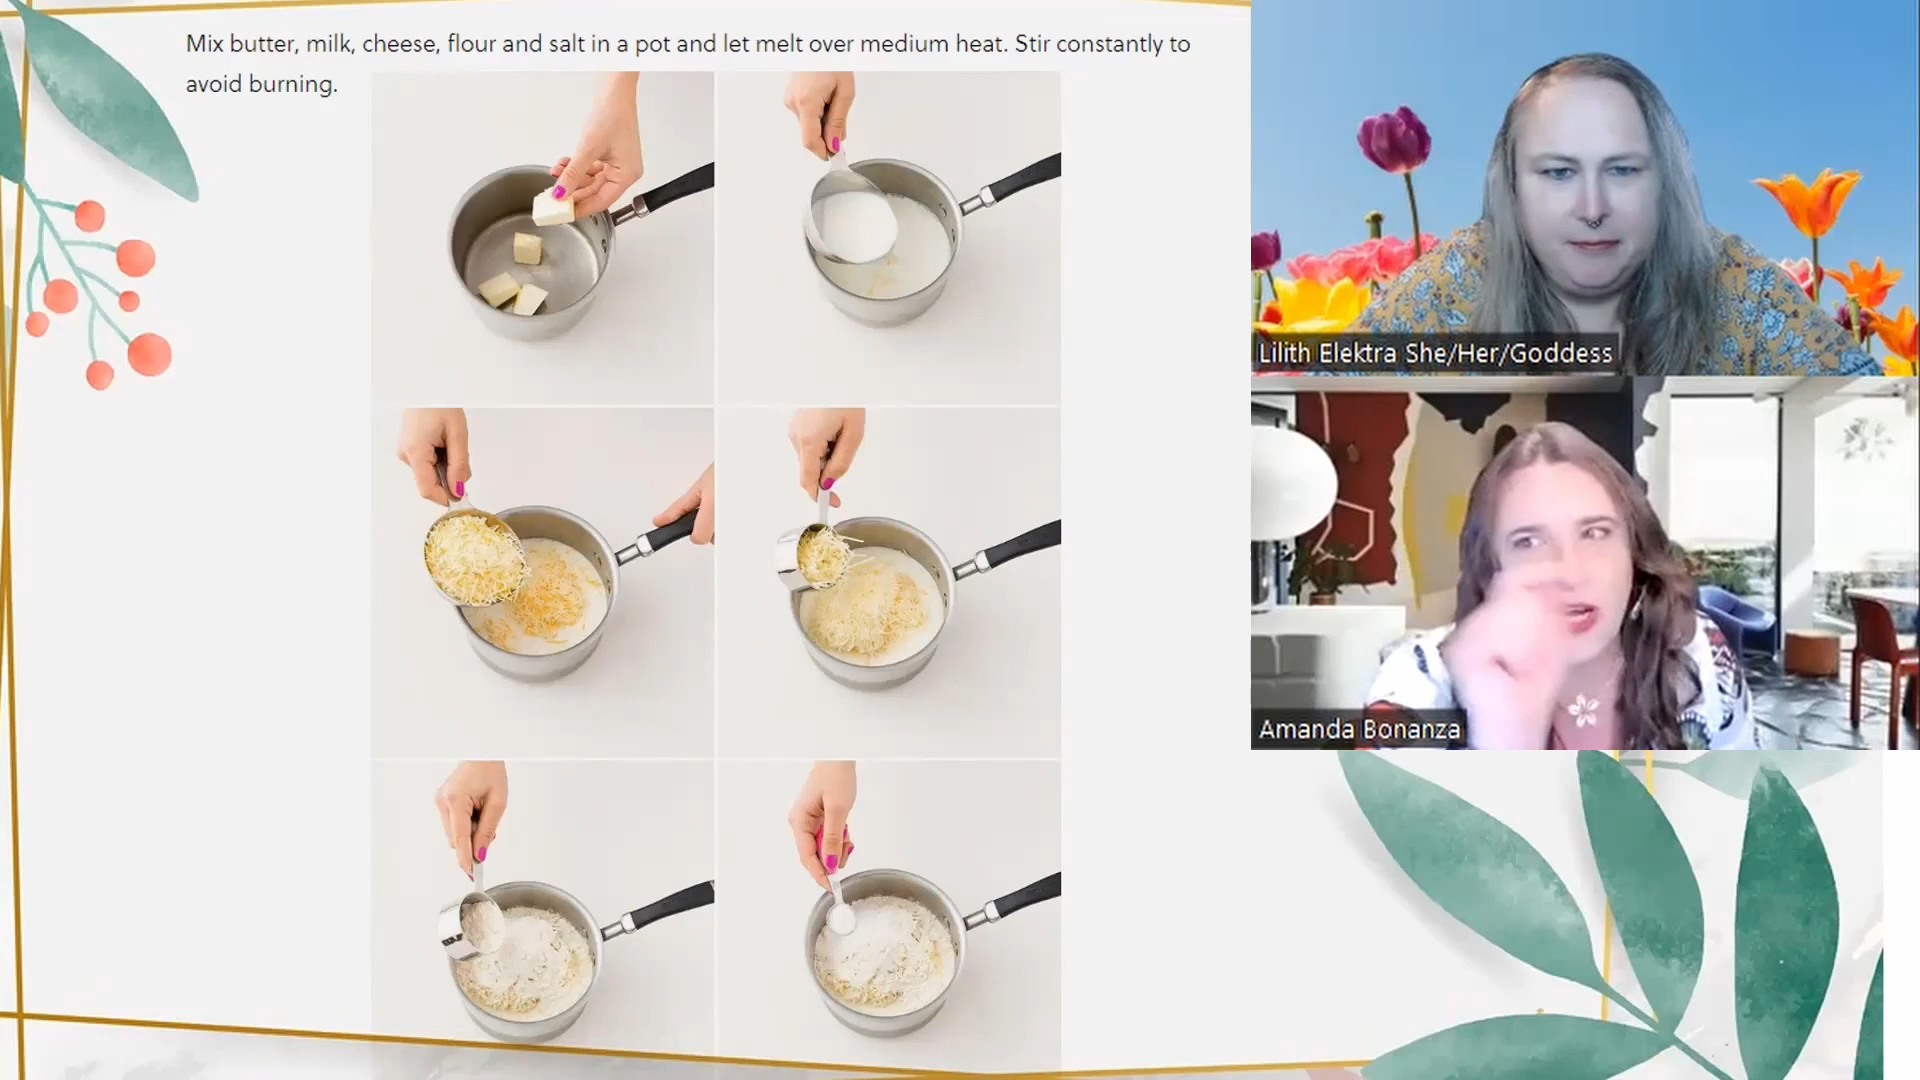 Mix butter, milk, cheese, flour and salt in a pot and let melt over medium heat. Stir constantly to
avoid burning.
Lilith Elektra She/Her/Goddess
Amanda Bonanza